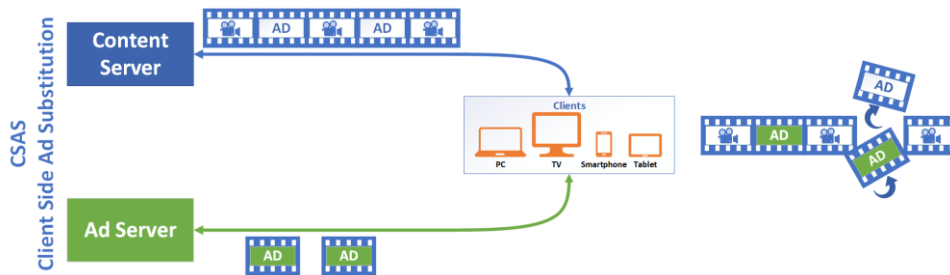 CSAS
Client Side Ad Substitution
Content
Server
AD AD
Clients
PC TV Smartphone Tablet
Ad Server
AD AD
AD
AD
AD